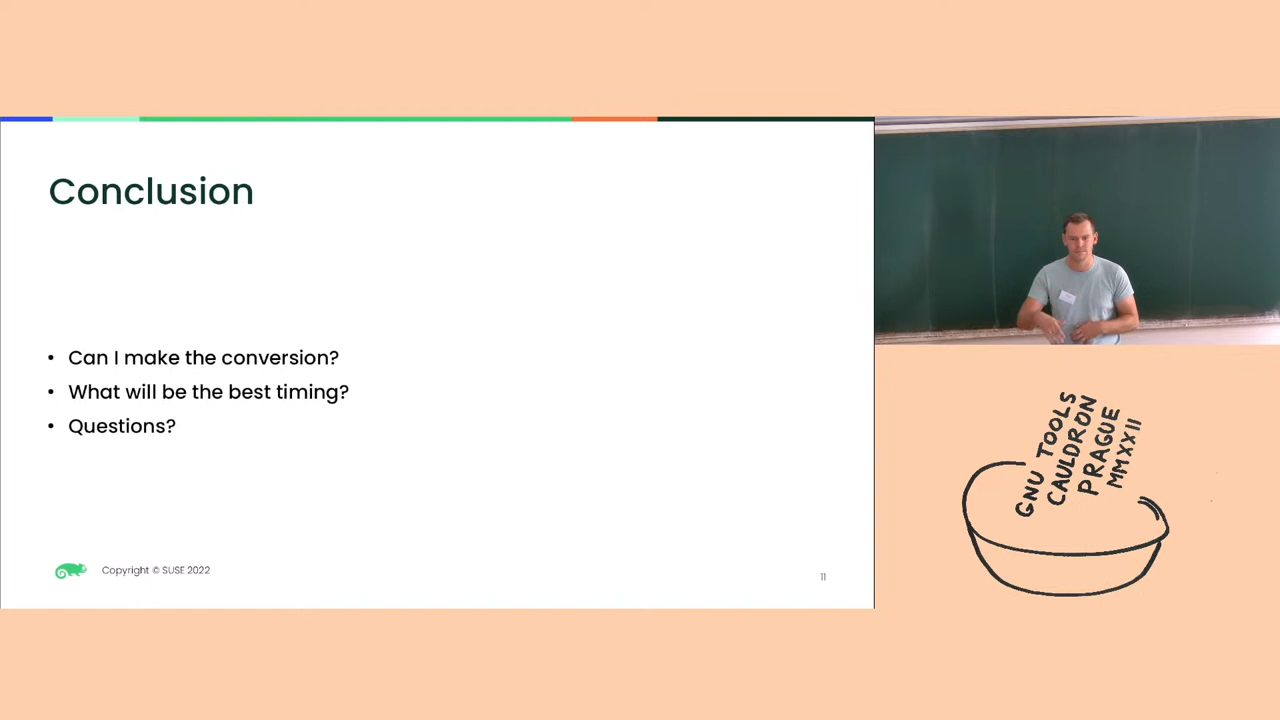 Conclusion
• Can I make the conversion?
• What will be the best timing?
• Questions?
Copyright © SUSE 2022
11
GNU TOOLS
CAULDRON
PRAGUE
MMXXII